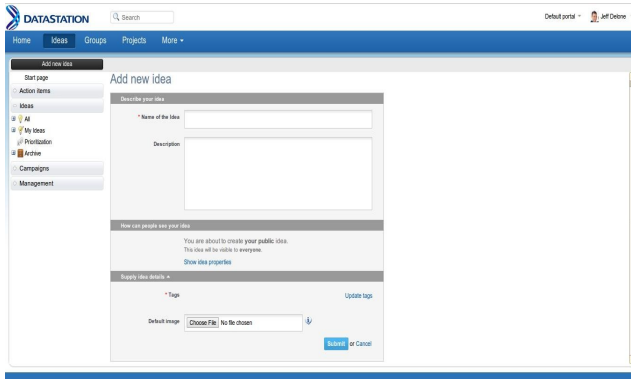 DATASTATION
Search
Default portal
Jeff Delone
Home Ideas Groups Projects More
Add new idea
Start page
Action items
Ideas
All
My Ideas
Prioritization
Archive
Campaigns
Management
Add new idea
Describe your idea
* Name of the Idea
Description
How can people see your idea
You are about to create your public idea.
This idea will be visible to everyone.
Show idea properties
Supply idea details
* Tags
Update tags
Default image
Choose File No file chosen
Submit or Cancel